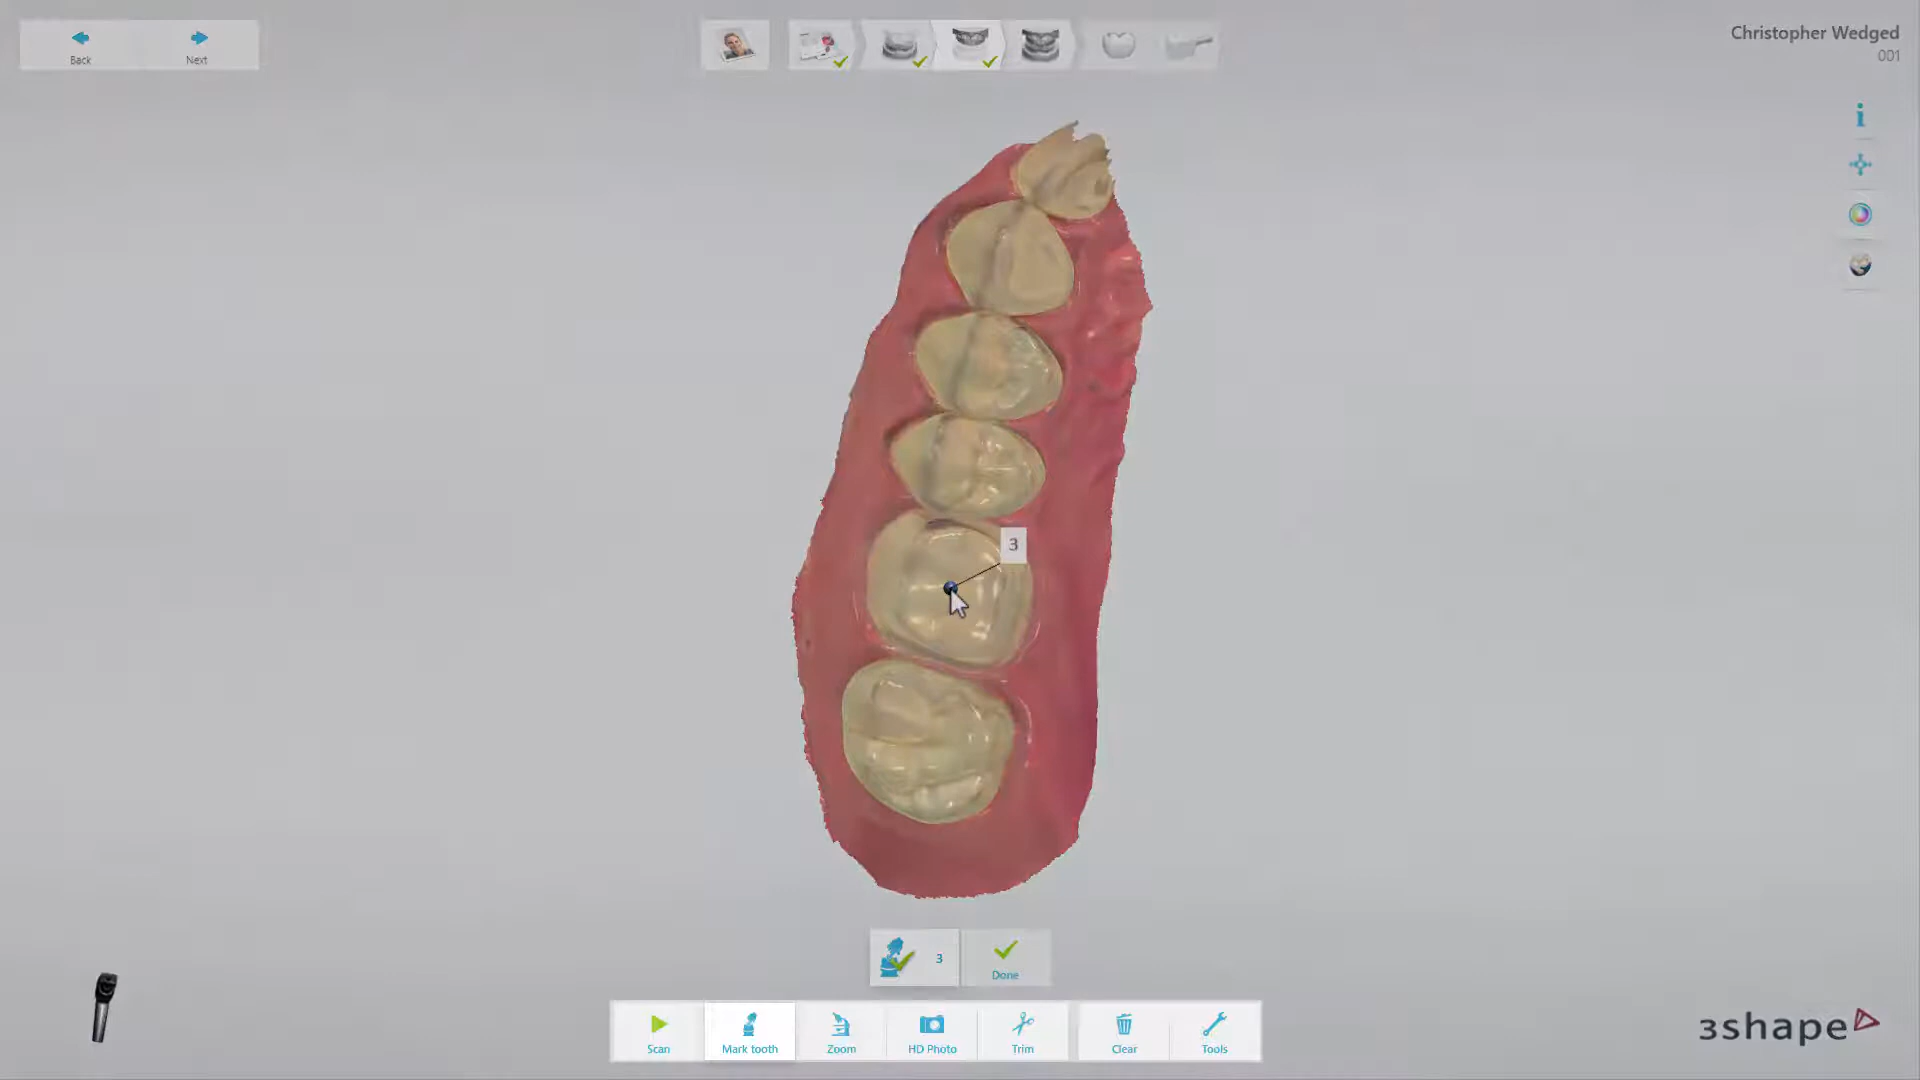 Back
Next
Christopher Wedged
001
3
3
Done
Scan
Mark tooth
Zoom
HD Photo
Trim
Clear
Tools
3shape